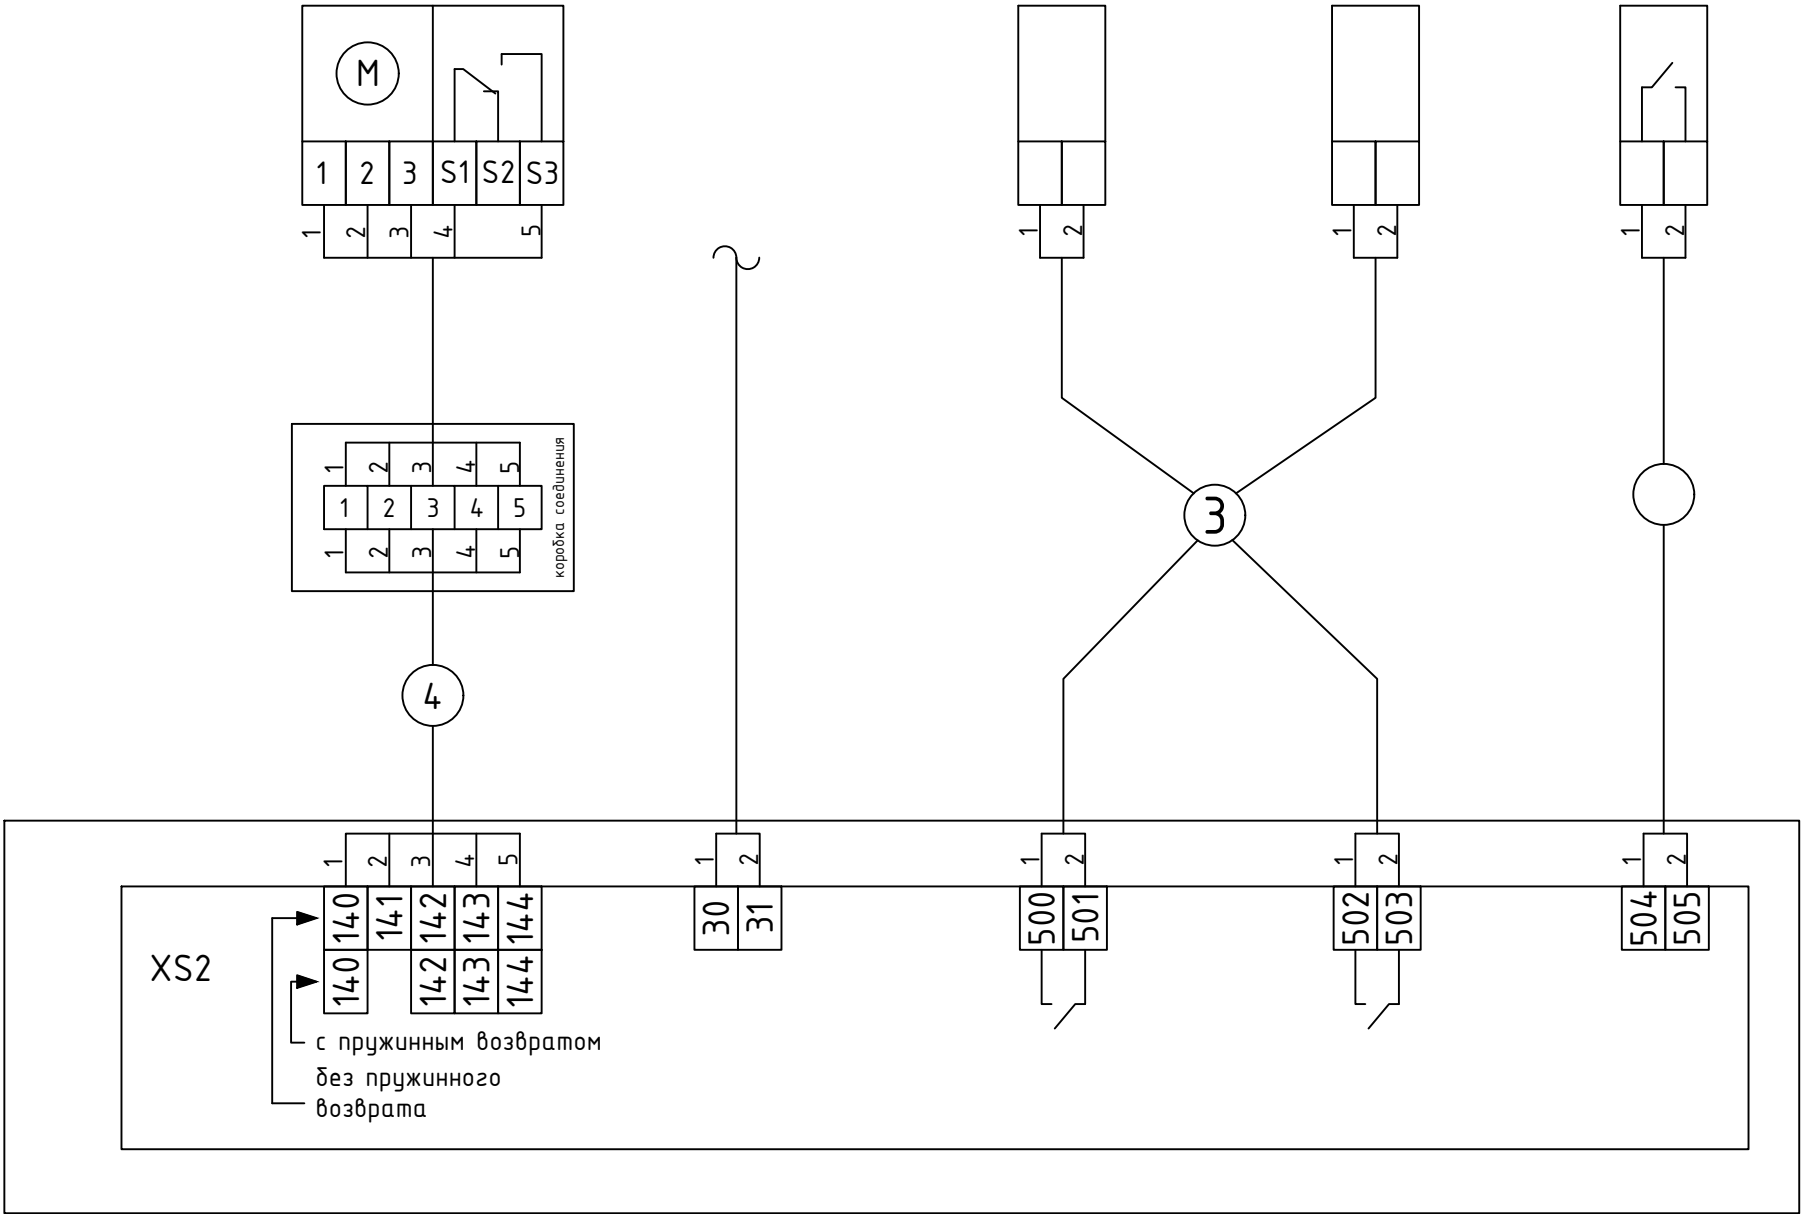 M
1 2 3 S1 S2 S3
1 2 3 4 5
1 2
1 2
1 2
1 2 3 4 5
1 2 3 4 5
1 2 3 4 5
коробка соединения
3
4
1 2 3 4 5
1 2
1 2
1 2
1 2
140 141 142 143 144
30 31
500 501
502 503
504 505
XS2
140 142 143 144
с пружинным возвратом
без пружинного
возврата